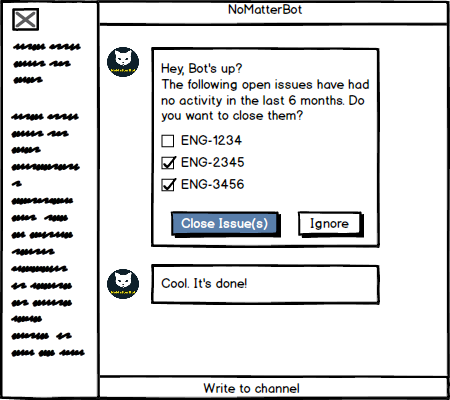 NoMatterBot
Hey, Bot's up?
The following open issues have had
no activity in the last 6 months. Do
you want to close them?
ENG-1234
ENG-2345
ENG-3456
Close Issue(s)
Ignore
Cool. It's done!
Write to channel